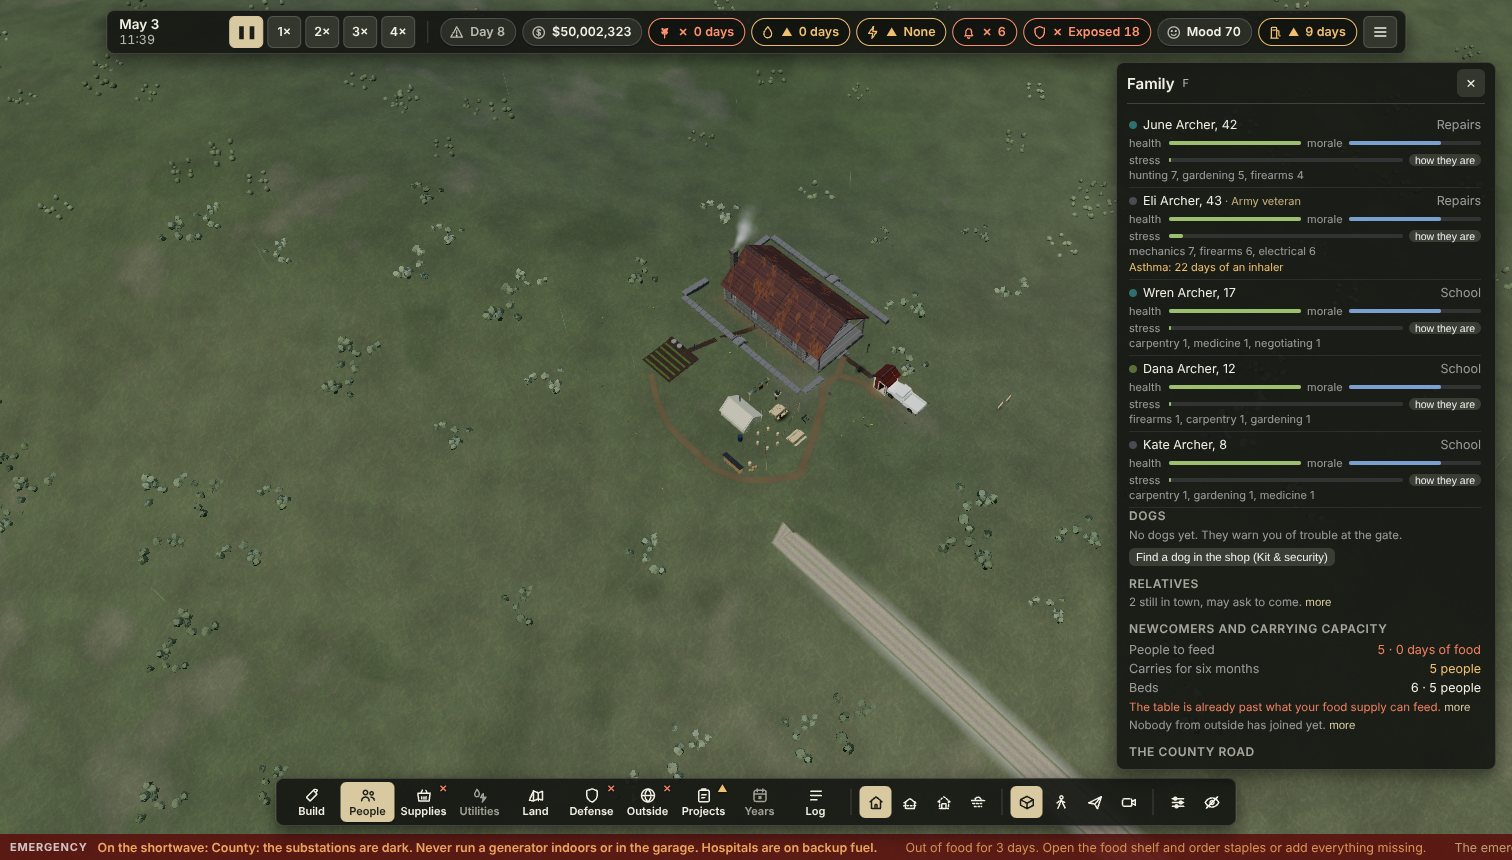 May 3
11:39
1×
2×
3×
4×
Day 8
$50,002,323
× 0 days
0 days
None
× 6
× Exposed 18
Mood 70
9 days
Family F
June Archer, 42 Repairs
health morale
stress how they are
hunting 7, gardening 5, firearms 4
Eli Archer, 43 · Army veteran Repairs
health morale
stress how they are
mechanics 7, firearms 6, electrical 6
Asthma: 22 days of an inhaler
Wren Archer, 17 School
health morale
stress how they are
carpentry 1, medicine 1, negotiating 1
Dana Archer, 12 School
health morale
stress how they are
firearms 1, carpentry 1, gardening 1
Kate Archer, 8 School
health morale
stress how they are
carpentry 1, gardening 1, medicine 1
DOGS
No dogs yet. They warn you of trouble at the gate.
Find a dog in the shop (Kit & security)
RELATIVES
2 still in town, may ask to come. more
NEWCOMERS AND CARRYING CAPACITY
People to feed 5 · 0 days of food
Carries for six months 5 people
Beds 6 · 5 people
The table is already past what your food supply can feed. more
Nobody from outside has joined yet. more
THE COUNTY ROAD
Build
People
Supplies
Utilities
Land
Defense
Outside
Projects
Years
Log
EMERGENCY On the shortwave: County: the substations are dark. Never run a generator indoors or in the garage. Hospitals are on backup fuel. Out of food for 3 days. Open the food shelf and order staples or add everything missing. The emer